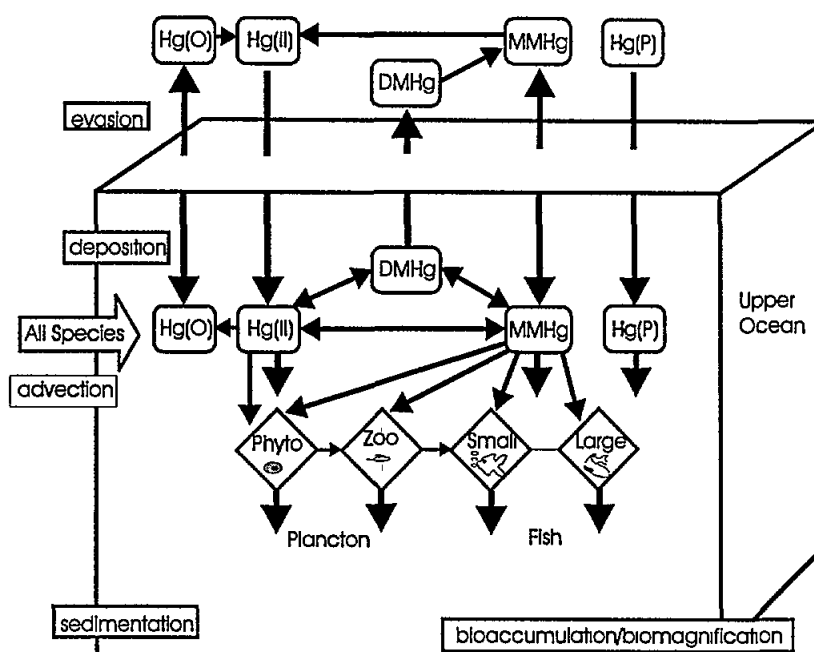 Hg(O) Hg(II) MMHg Hg(P)
DMHg
evasion
deposition
DMHg
All Species
Hg(O) Hg(II) MMHg Hg(P)
Upper
Ocean
advection
Phyto Zoo Small Large
Plancton Fish
sedimentation
bioaccumulation/biomagnification